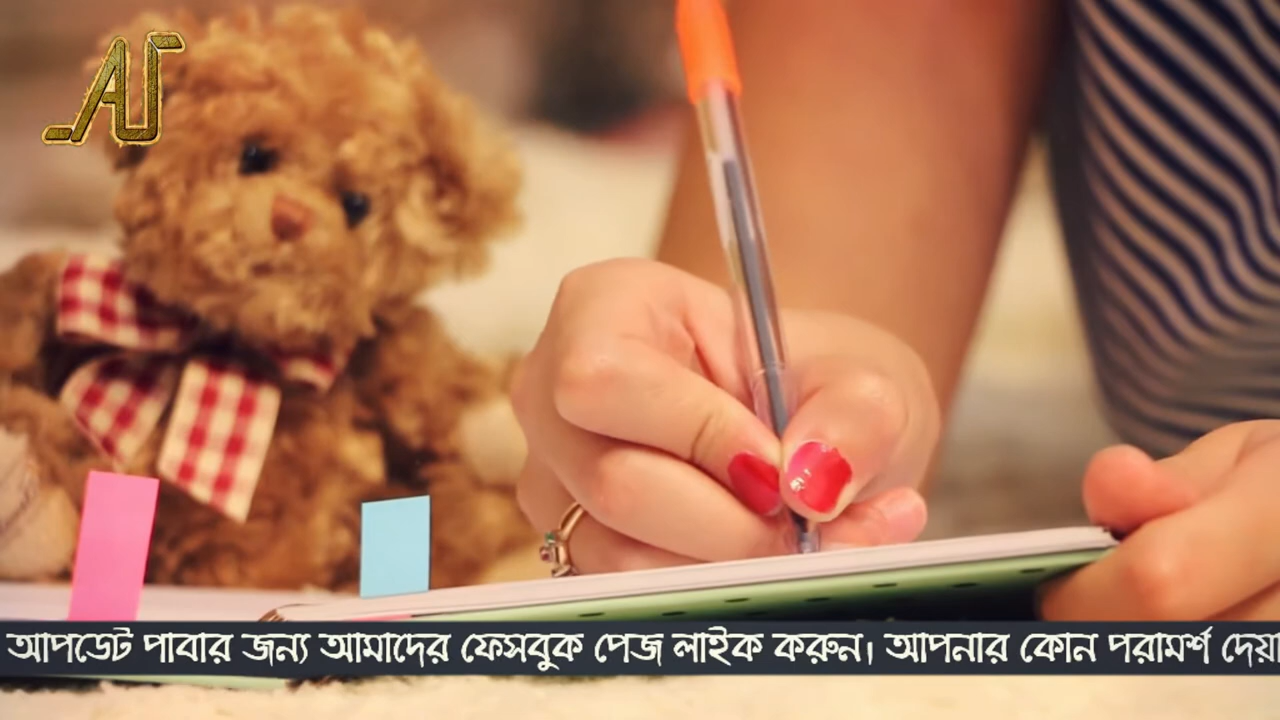 AJ
আপডেট পাবার জন্য আমাদের ফেসবুক পেজ লাইক করুন। আপনার কোন পরামর্শ দেয়া